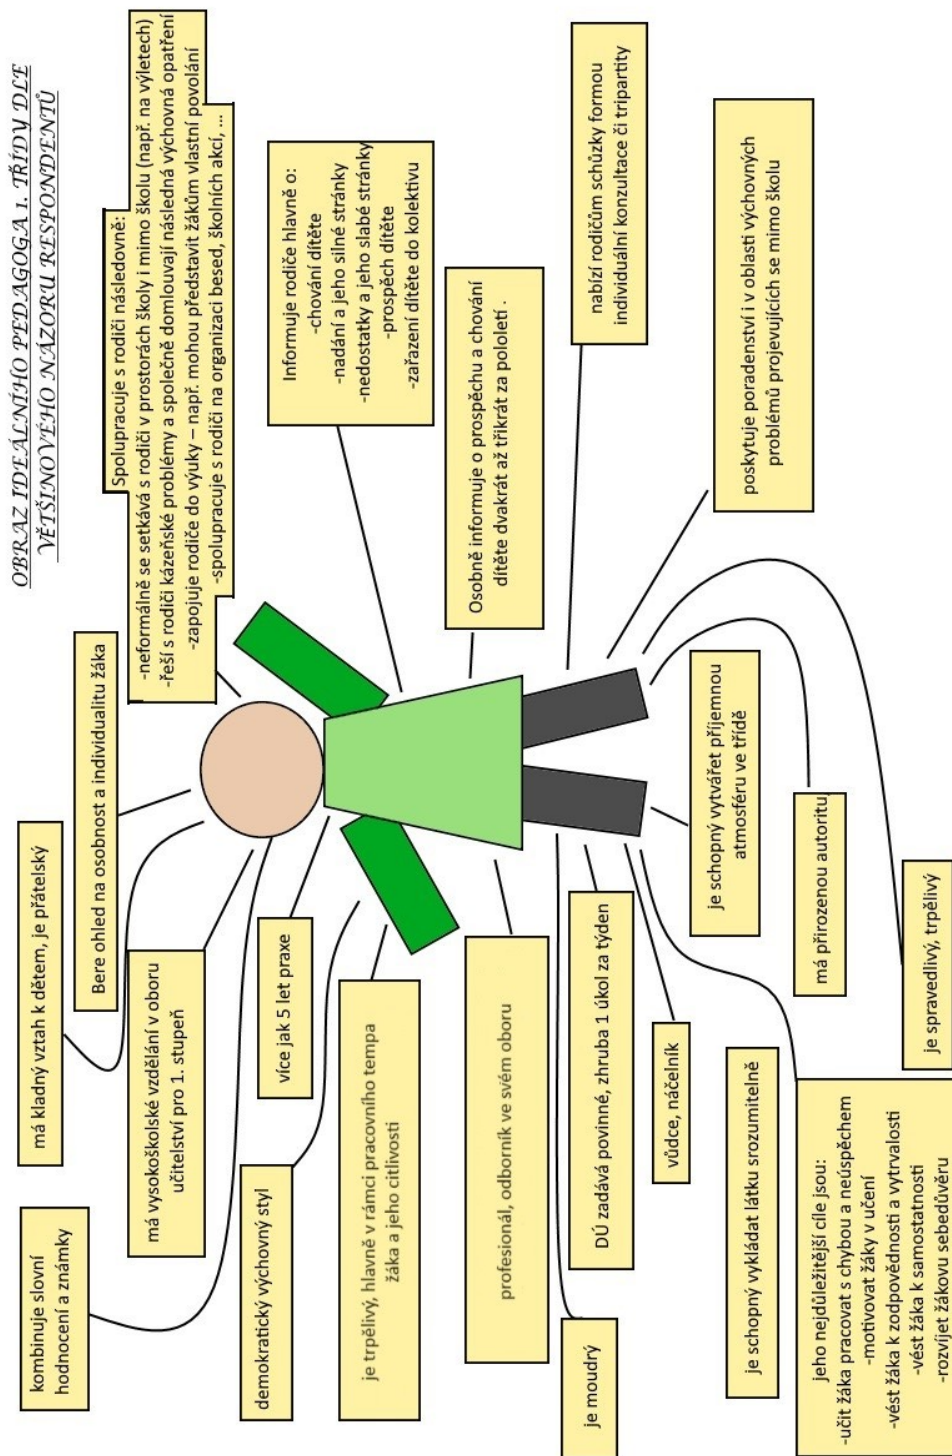 OBRAZ IDEÁLNÍHO PEDAGOGA 1. TŘÍDY DLE
VĚTŠINOVÉHO NÁZORU RESPONDENTŮ
kombinuje slovní
hodnocení a známky
má kladný vztah k dětem, je přátelský
Bere ohled na osobnost a individualitu žáka
Spolupracuje s rodiči následovně:
-neformálně se setkává s rodiči v prostorách školy i mimo školu (např. na výletech)
-řeší s rodiči kázeňské problémy a společně domlouvají následná výchovná opatření
-zapojuje rodiče do výuky – např. mohou představit žákům vlastní povolání
-spolupracuje s rodiči na organizaci besed, školních akcí, ...
má vysokoškolské vzdělání v oboru
učitelství pro 1. stupeň
více jak 5 let praxe
demokratický výchovný styl
Informuje rodiče hlavně o:
-chování dítěte
-nadání a jeho silné stránky
-nedostatky a jeho slabé stránky
-prospěch dítěte
-zařazení dítěte do kolektivu
je trpělivý, hlavně v rámci pracovního tempa
žáka a jeho citlivosti
Osobně informuje o prospěchu a chování
dítěte dvakrát až třikrát za pololetí .
profesionál, odborník ve svém oboru
nabízí rodičům schůzky formou
individuální konzultace či tripartity
je moudrý
DÚ zadává povinné, zhruba 1 úkol za týden
vůdce, náčelník
je schopný vytvářet příjemnou
atmosféru ve třídě
poskytuje poradenství i v oblasti výchovných
problémů projevujících se mimo školu
je schopný vykládat látku srozumitelně
má přirozenou autoritu
jeho nejdůležitější cíle jsou:
-učit žáka pracovat s chybou a neúspěchem
-motivovat žáky v učení
-vést žáka k zodpovědnosti a vytrvalosti
-vést žáka k samostatnosti
-rozvíjet žákovu sebedůvěru
je spravedlivý, trpělivý